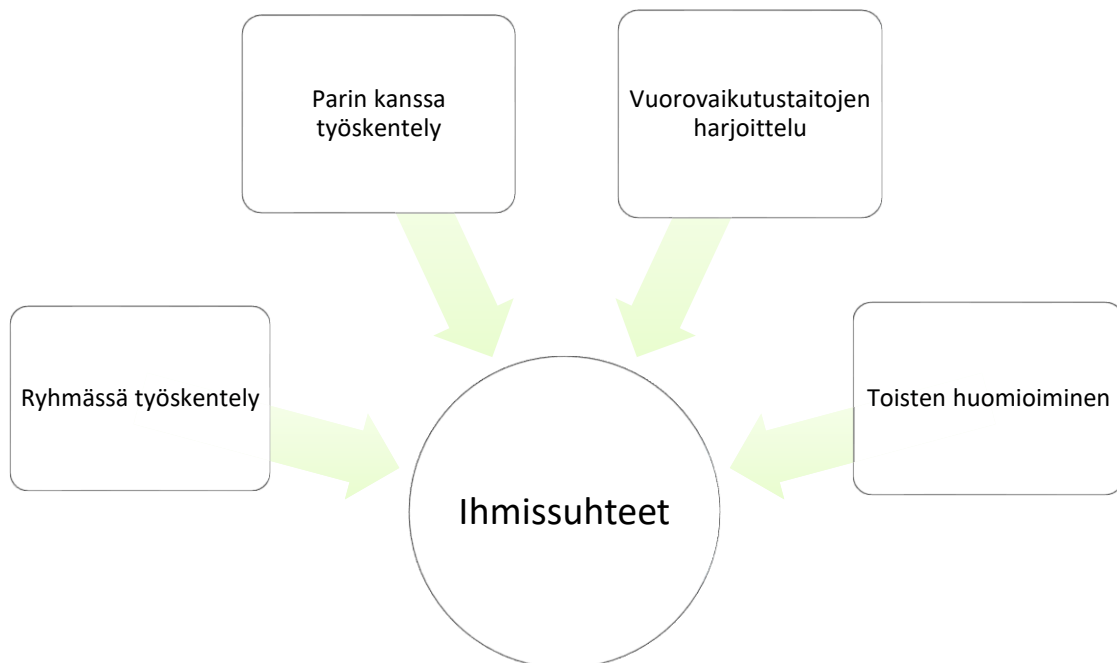 Parin kanssa
työskentely
Vuorovaikutustaitojen
harjoittelu
Ryhmässä työskentely
Toisten huomioiminen
Ihmissuhteet